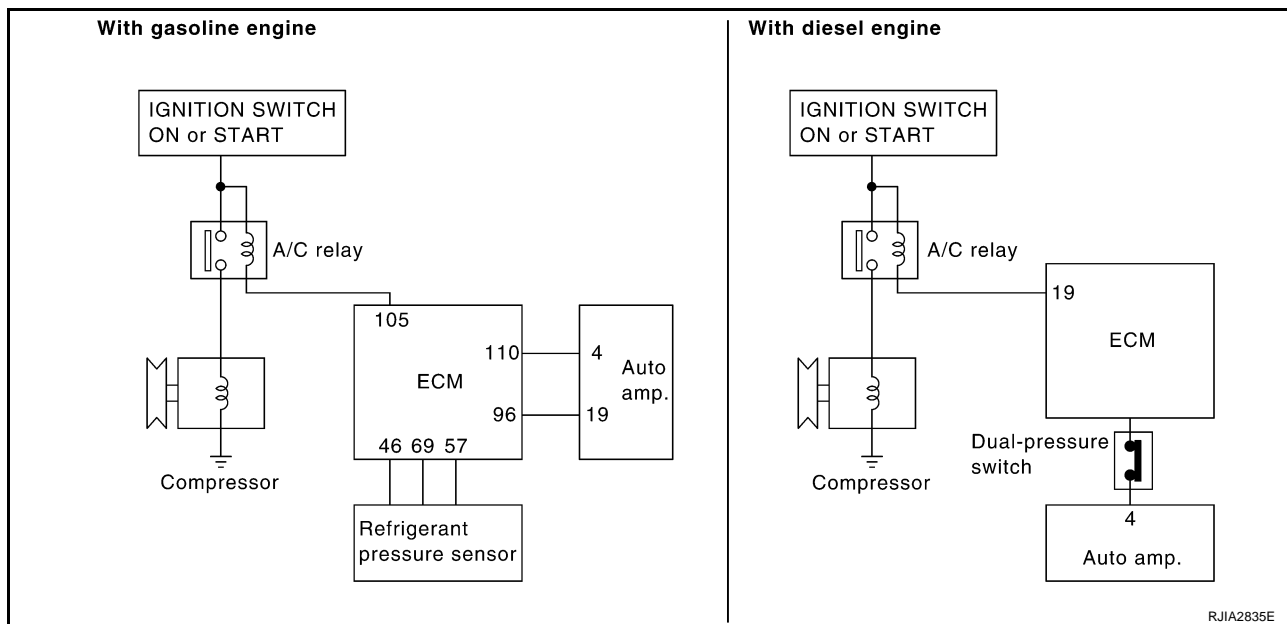 With gasoline engine
IGNITION SWITCH
ON or START
A/C relay
105
110
4
ECM
Auto
amp.
96
19
46 69 57
Compressor
Refrigerant
pressure sensor
With diesel engine
IGNITION SWITCH
ON or START
A/C relay
19
ECM
Dual-pressure
switch
Compressor
4
Auto amp.
RJIA2835E